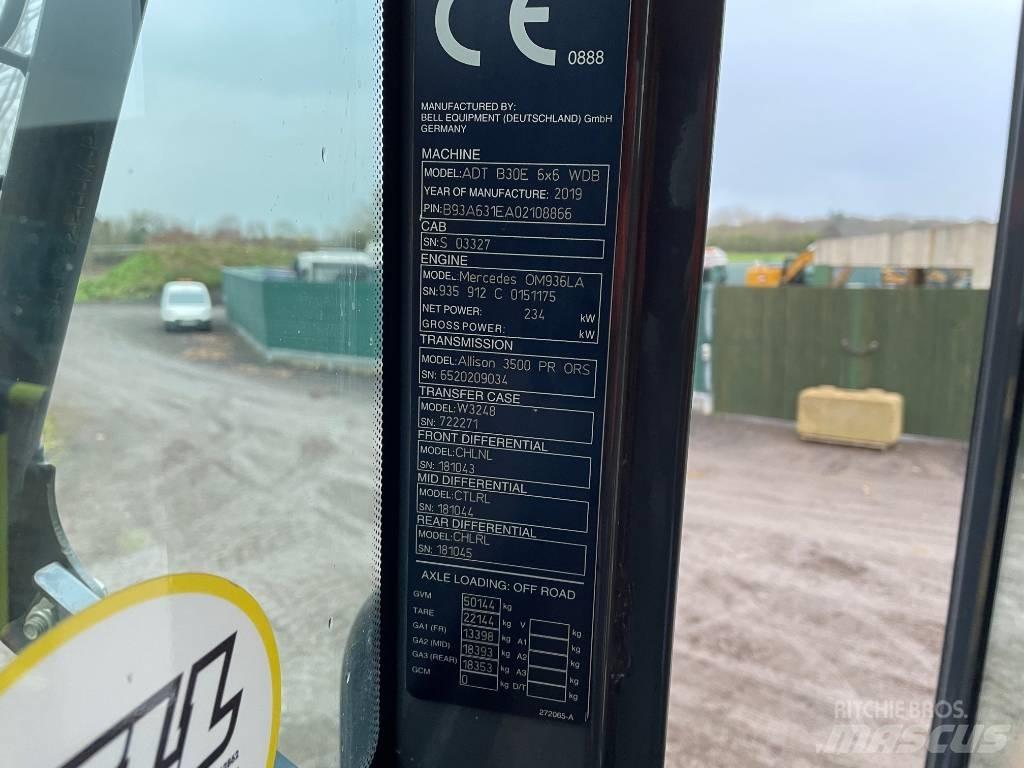 CE 0888
MANUFACTURED BY:
BELL EQUIPMENT (DEUTSCHLAND) GmbH
GERMANY
MACHINE
MODEL: ADT B30E 6x6 WDB
YEAR OF MANUFACTURE: 2019
PIN: B93A631EA02108866
CAB
SN: S 03327
ENGINE
MODEL: Mercedes OM936LA
SN: 935 912 C 0151175
NET POWER: 234 kW
GROSS POWER: kW
TRANSMISSION
MODEL: Allison 3500 PR ORS
SN: 6520209034
TRANSFER CASE
MODEL: W3248
SN: 722271
FRONT DIFFERENTIAL
MODEL: CHLNL
SN: 181043
MID DIFFERENTIAL
MODEL: CTLRL
SN: 181044
REAR DIFFERENTIAL
MODEL: CHLRL
SN: 181045
AXLE LOADING: OFF ROAD
GVM 50144 kg
TARE 22144 kg V kg
GA1 (FR) 13398 kg A1 kg
GA2 (MID) 18393 kg A2 kg
GA3 (REAR) 18353 kg A3 kg
GCM 0 kg D/T kg
272065-A
RITCHIE BROS.
MASCUS